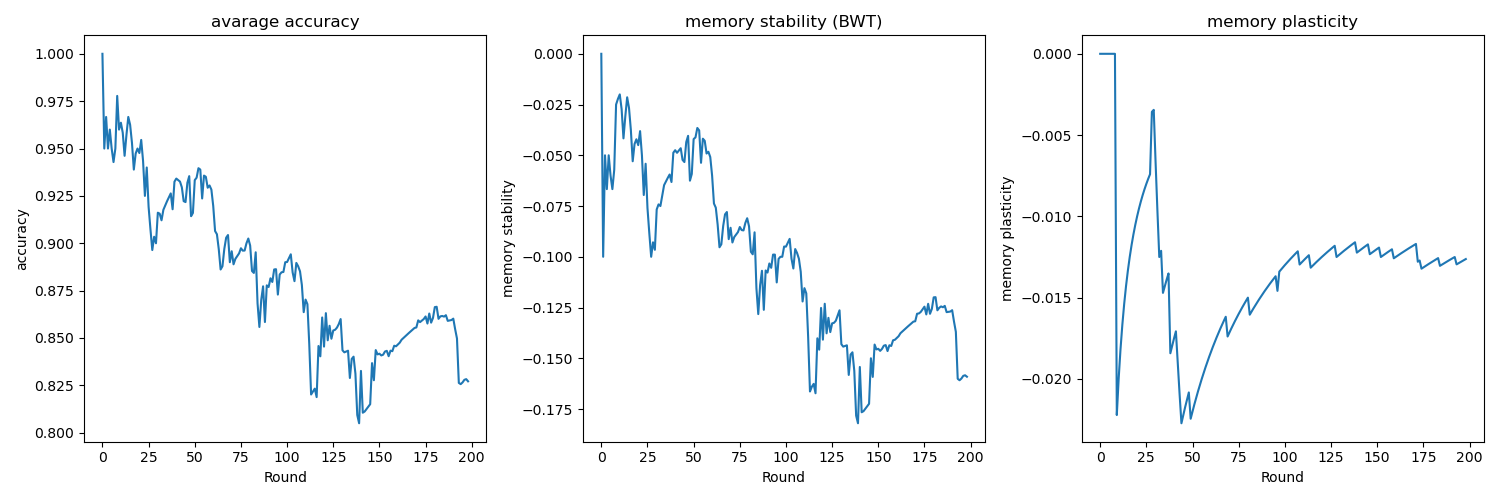 avarage accuracy
1.000
0.975
0.950
0.925
0.900
0.875
0.850
0.825
0.800
accuracy
0 25 50 75 100 125 150 175 200
Round
memory stability (BWT)
0.000
−0.025
−0.050
−0.075
−0.100
−0.125
−0.150
−0.175
memory stability
0 25 50 75 100 125 150 175 200
Round
memory plasticity
0.000
−0.005
−0.010
−0.015
−0.020
memory plasticity
0 25 50 75 100 125 150 175 200
Round